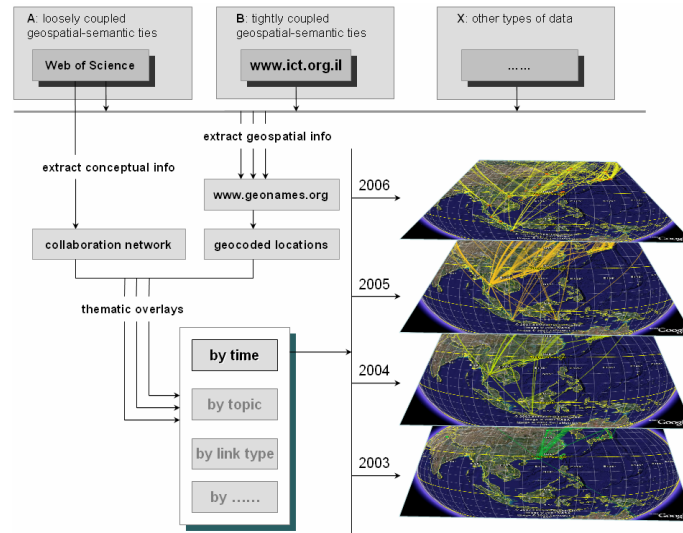 A: loosely coupled
geospatial-semantic ties
Web of Science
B: tightly coupled
geospatial-semantic ties
www.ict.org.il
X: other types of data
......
extract geospatial info
extract conceptual info
www.geonames.org
collaboration network
geocoded locations
thematic overlays
by time
by topic
by link type
by ......
2006
2005
2004
2003